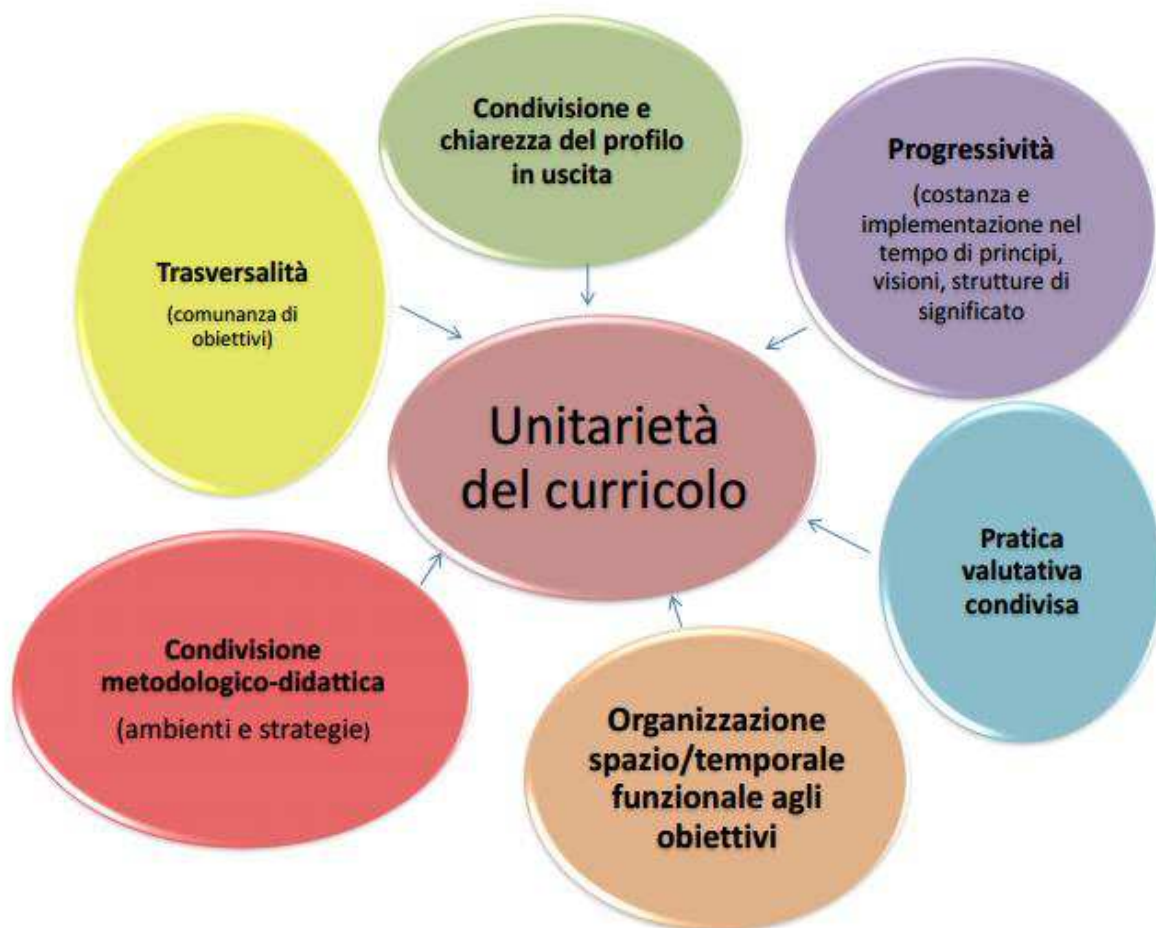 Condivisione e
chiarezza del profilo
in uscita
Progressività
(costanza e
implementazione nel
tempo di principi,
visioni, strutture di
significato
Trasversalità
(comunanza di
obiettivi)
Unitarietà
del curricolo
Pratica
valutativa
condivisa
Condivisione
metodologico-didattica
(ambienti e strategie)
Organizzazione
spazio/temporale
funzionale agli
obiettivi